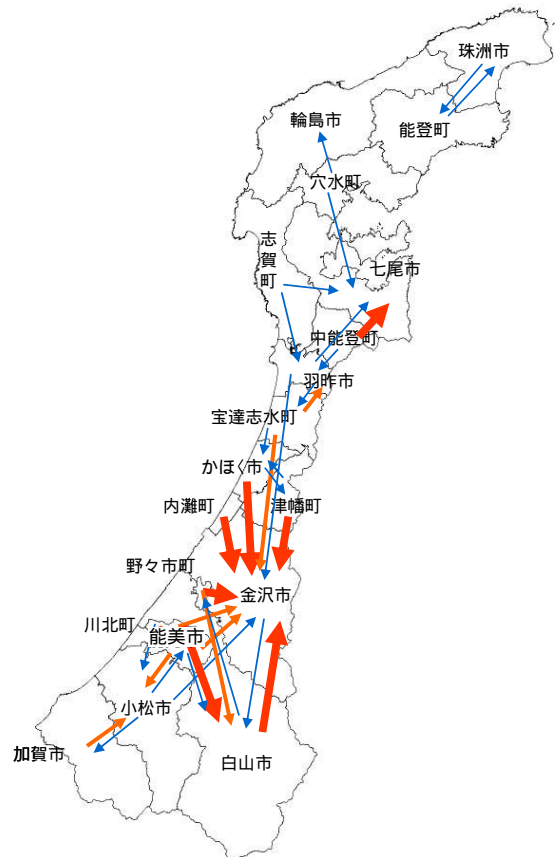 珠洲市
輪島市
能登町
穴水町
志賀町
七尾市
中能登町
羽昨市
宝達志水町
かほく市
内灘町
津幡町
野々市町
金沢市
川北町
能美市
小松市
加賀市
白山市